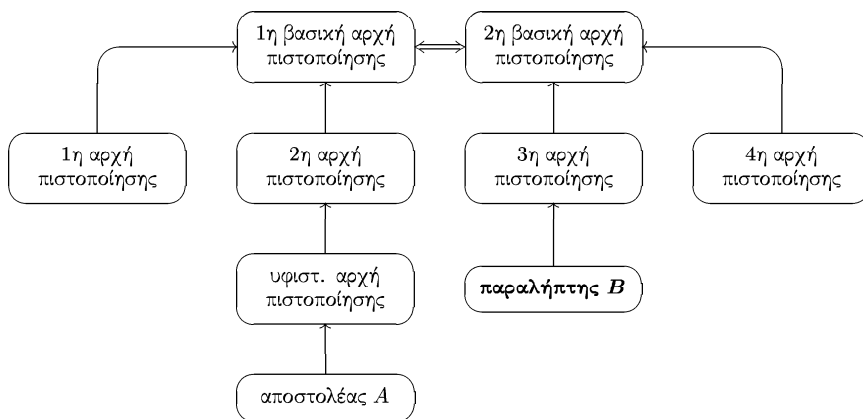 1η βασική αρχή
πιστοποίησης
2η βασική αρχή
πιστοποίησης
1η αρχή
πιστοποίησης
2η αρχή
πιστοποίησης
3η αρχή
πιστοποίησης
4η αρχή
πιστοποίησης
υφιστ. αρχή
πιστοποίησης
παραλήπτης B
αποστολέας A